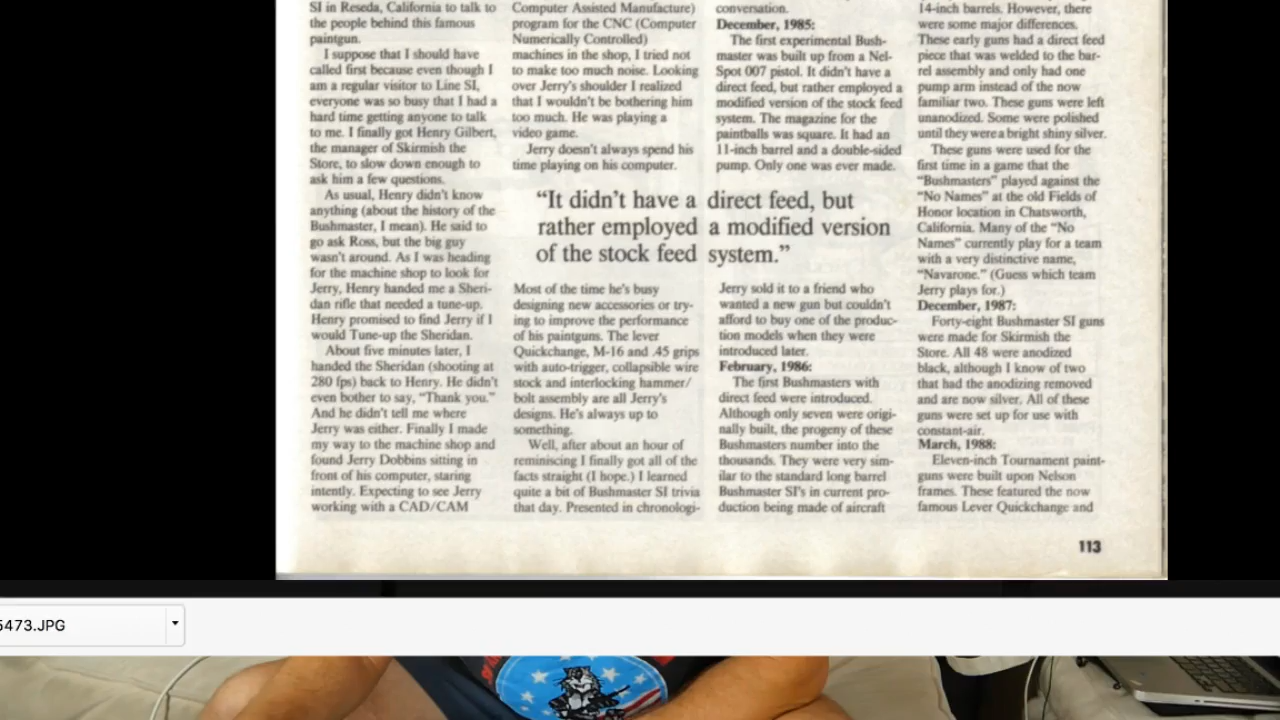 SI in Reseda, California to talk to
the people behind this famous
paintgun.
I suppose that I should have
called first because even though I
am a regular visitor to Line SI,
everyone was so busy that I had a
hard time getting anyone to talk
to me. I finally got Henry Gilbert,
the manager of Skirmish the
Store, to slow down enough to
ask him a few questions.
As usual, Henry didn't know
anything (about the history of the
Bushmaster, I mean). He said to
go ask Ross, but the big guy
wasn't around. As I was heading
for the machine shop to look for
Jerry, Henry handed me a Sheri-
dan rifle that needed a tune-up.
Henry promised to find Jerry if I
would Tune-up the Sheridan.
About five minutes later, I
handed the Sheridan (shooting at
280 fps) back to Henry. He didn't
even bother to say, "Thank you."
And he didn't tell me where
Jerry was either. Finally I made
my way to the machine shop and
found Jerry Dobbins sitting in
front of his computer, staring
intently. Expecting to see Jerry
working with a CAD/CAM
Computer Assisted Manufacture)
program for the CNC (Computer
Numerically Controlled)
machines in the shop, I tried not
to make too much noise. Looking
over Jerry's shoulder I realized
that I wouldn't be bothering him
too much. He was playing a
video game.
Jerry doesn't always spend his
time playing on his computer.
"It didn't have a direct feed, but
rather employed a modified version
of the stock feed system."
Most of the time he's busy
designing new accessories or try-
ing to improve the performance
of his paintguns. The lever
Quickchange, M-16 and .45 grips
with auto-trigger, collapsible wire
stock and interlocking hammer/
bolt assembly are all Jerry's
designs. He's always up to
something.
Well, after about an hour of
reminiscing I finally got all of the
facts straight (I hope.) I learned
quite a bit of Bushmaster SI trivia
that day. Presented in chronologi-
conversation.
December, 1985:
The first experimental Bush-
master was built up from a Nel-
Spot 007 pistol. It didn't have a
direct feed, but rather employed a
modified version of the stock feed
system. The magazine for the
paintballs was square. It had an
11-inch barrel and a double-sided
pump. Only one was ever made.
Jerry sold it to a friend who
wanted a new gun but couldn't
afford to buy one of the produc-
tion models when they were
introduced later.
February, 1986:
The first Bushmasters with
direct feed were introduced.
Although only seven were origi-
nally built, the progeny of these
Bushmasters number into the
thousands. They were very sim-
ilar to the standard long barrel
Bushmaster SI's in current pro-
duction being made of aircraft
14-inch barrels. However, there
were some major differences.
These early guns had a direct feed
piece that was welded to the bar-
rel assembly and only had one
pump arm instead of the now
familiar two. These guns were left
unanodized. Some were polished
until they were a bright shiny silver.
These guns were used for the
first time in a game that the
"Bushmasters" played against the
"No Names" at the old Fields of
Honor location in Chatsworth,
California. Many of the "No
Names" currently play for a team
with a very distinctive name,
"Navarone." (Guess which team
Jerry plays for.)
December, 1987:
Forty-eight Bushmaster SI guns
were made for Skirmish the
Store. All 48 were anodized
black, although I know of two
that had the anodizing removed
and are now silver. All of these
guns were set up for use with
constant-air.
March, 1988:
Eleven-inch Tournament paint-
guns were built upon Nelson
frames. These featured the now
famous Lever Quickchange and
113
5473.JPG